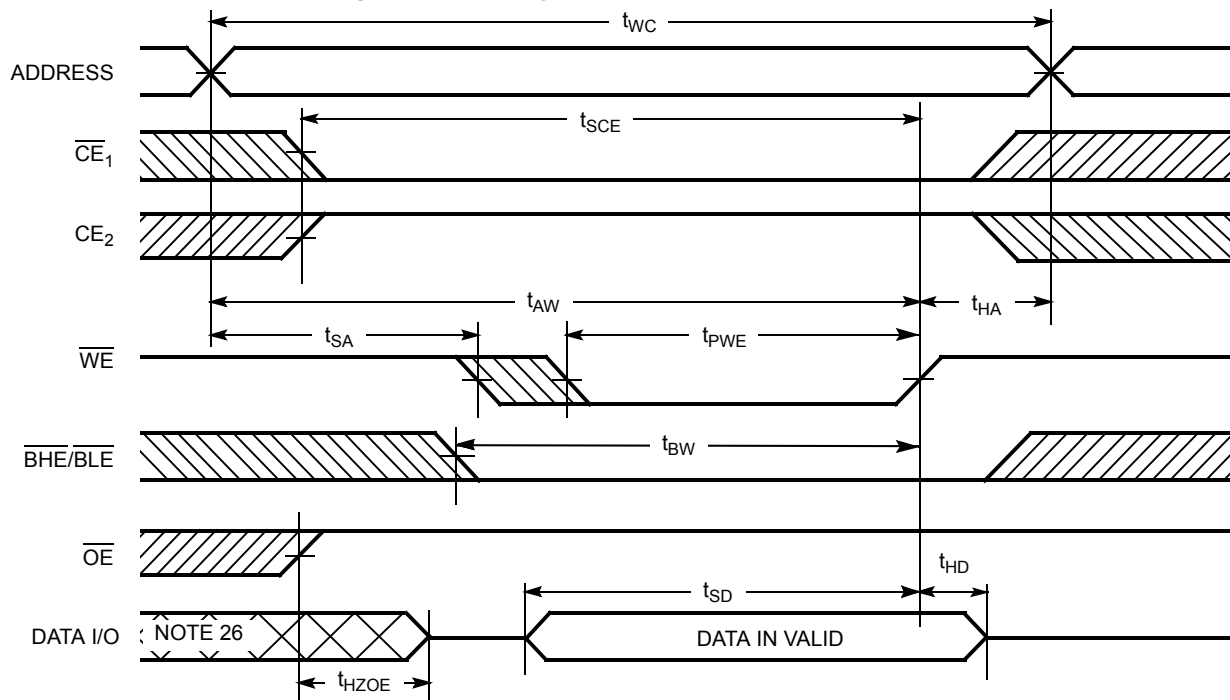 tWC
ADDRESS
tSCE
CE1
CE2
tAW
tHA
tSA
tPWE
WE
tBW
BHE/BLE
OE
tHD
tSD
DATA I/O
NOTE 26
DATA IN VALID
tHZOE